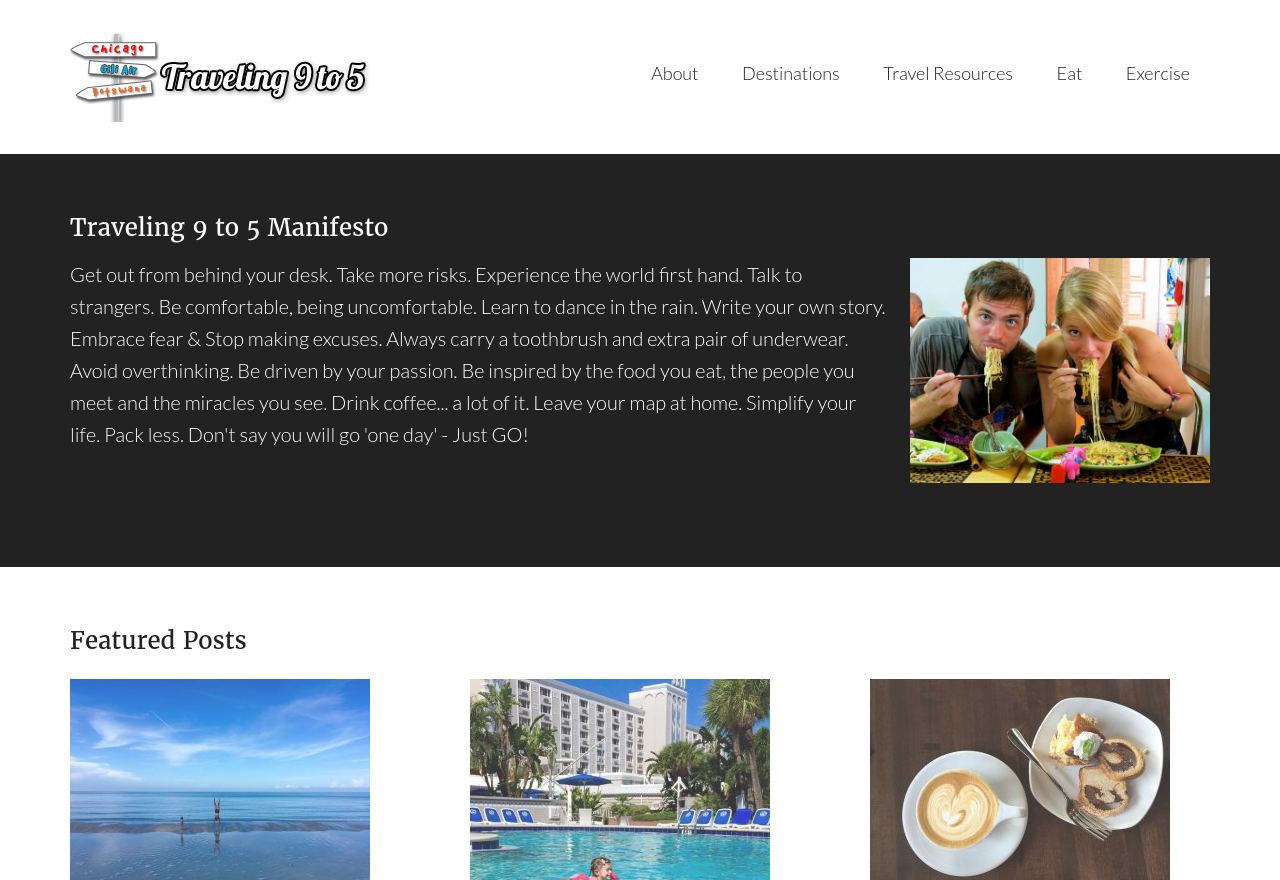 Chicago
Gili Air
Botswana
Traveling 9 to 5
About
Destinations
Travel Resources
Eat
Exercise
Traveling 9 to 5 Manifesto
Get out from behind your desk. Take more risks. Experience the world first hand. Talk to
strangers. Be comfortable, being uncomfortable. Learn to dance in the rain. Write your own story.
Embrace fear & Stop making excuses. Always carry a toothbrush and extra pair of underwear.
Avoid overthinking. Be driven by your passion. Be inspired by the food you eat, the people you
meet and the miracles you see. Drink coffee... a lot of it. Leave your map at home. Simplify your
life. Pack less. Don't say you will go 'one day' - Just GO!
Featured Posts